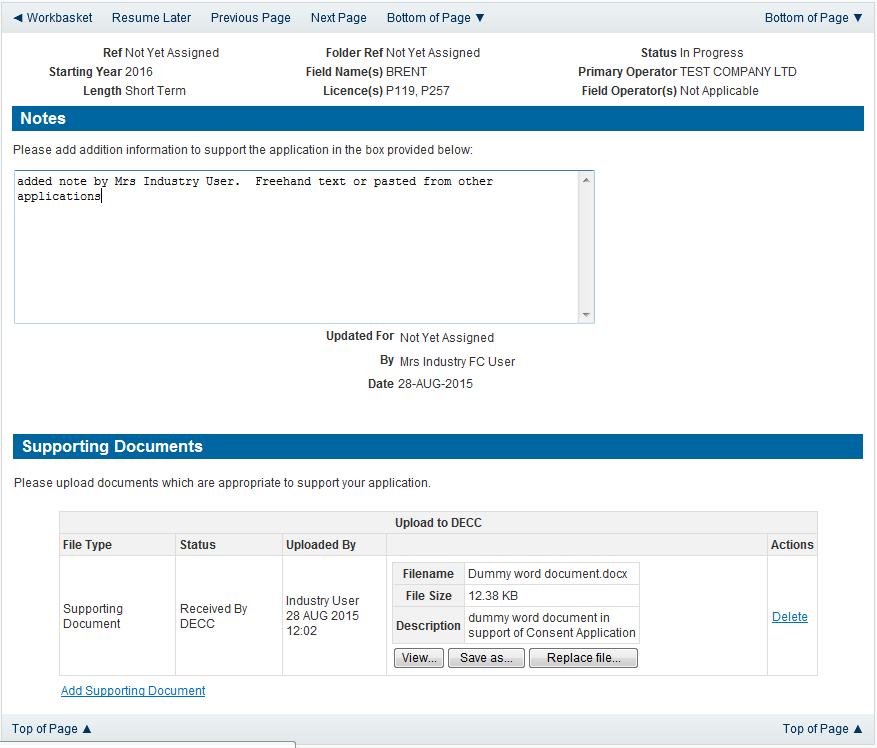 ◄ Workbasket Resume Later Previous Page Next Page Bottom of Page ▼ Bottom of Page ▼
Ref Not Yet Assigned Folder Ref Not Yet Assigned Status In Progress
Starting Year 2016 Field Name(s) BRENT Primary Operator TEST COMPANY LTD
Length Short Term Licence(s) P119, P257 Field Operator(s) Not Applicable
Notes
Please add addition information to support the application in the box provided below:
added note by Mrs Industry User.  Freehand text or pasted from other
applications
Updated For Not Yet Assigned
By Mrs Industry FC User
Date 28-AUG-2015
Supporting Documents
Please upload documents which are appropriate to support your application.
Upload to DECC
File Type Status Uploaded By Actions
Supporting
Document
Received By
DECC
Industry User
28 AUG 2015
12:02
Filename Dummy word document.docx
File Size 12.38 KB
Description dummy word document in
support of Consent Application
View... Save as... Replace file...
Delete
Add Supporting Document
Top of Page ▲ Top of Page ▲